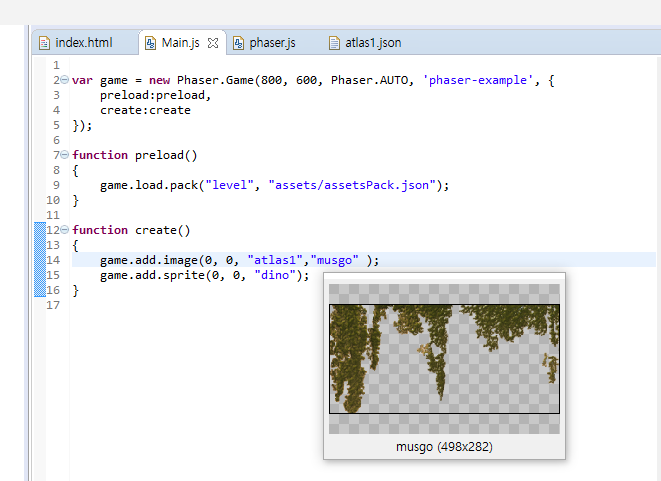 index.html
Main.js
phaser.js
atlas1.json
1
2 var game = new Phaser.Game(800, 600, Phaser.AUTO, 'phaser-example', {
3     preload:preload,
4     create:create
5 });
6
7 function preload()
8 {
9     game.load.pack("level", "assets/assetsPack.json");
10 }
11
12 function create()
13 {
14     game.add.image(0, 0, "atlas1","musgo" );
15     game.add.sprite(0, 0, "dino");
16 }
17
musgo (498x282)